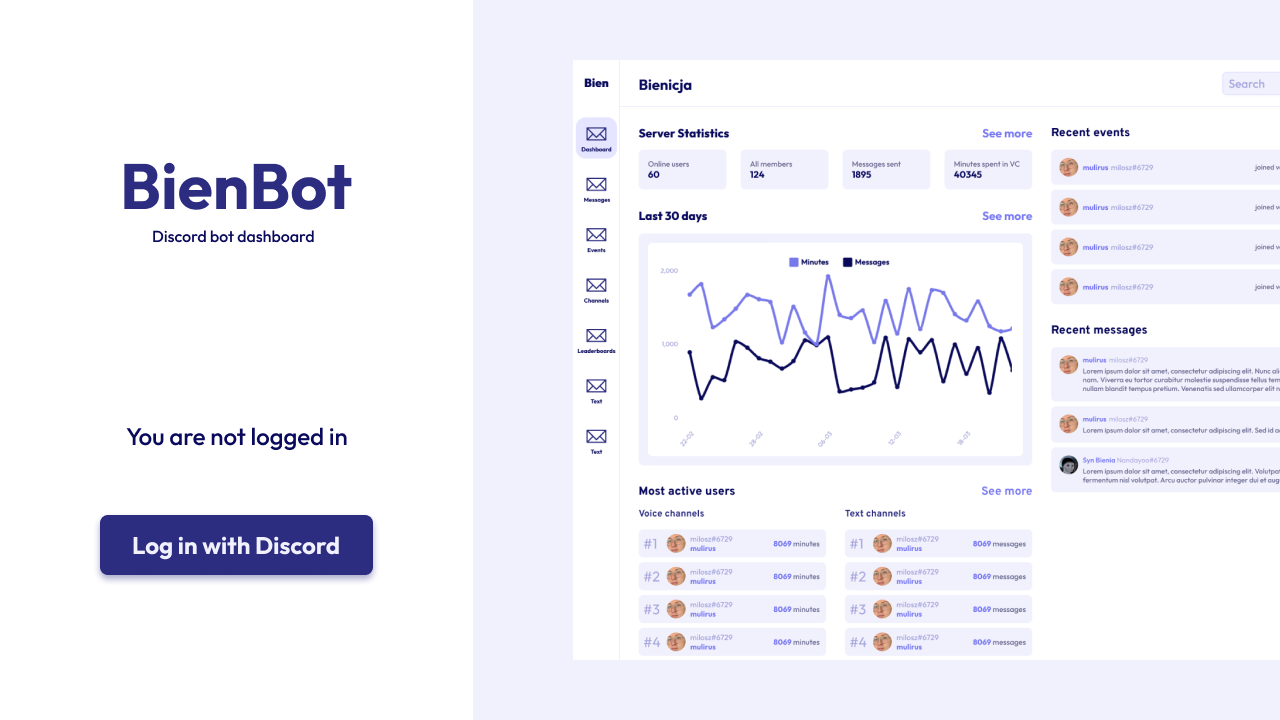 BienBot
Discord bot dashboard
You are not logged in
Log in with Discord
Bien
Dashboard
Messages
Events
Channels
Leaderboards
Text
Text
Bienicja
Search
Server Statistics
See more
Online users
60
All members
124
Messages sent
1895
Minutes spent in VC
40345
Last 30 days
See more
Minutes
Messages
2,000
1,000
0
22-02
28-02
06-03
12-03
18-03
Most active users
See more
Voice channels
#1
milosz#6729
mulirus
8069 minutes
#2
milosz#6729
mulirus
8069 minutes
#3
milosz#6729
mulirus
8069 minutes
#4
milosz#6729
mulirus
8069 minutes
Text channels
#1
milosz#6729
mulirus
8069 messages
#2
milosz#6729
mulirus
8069 messages
#3
milosz#6729
mulirus
8069 messages
#4
milosz#6729
mulirus
8069 messages
Recent events
mulirus milosz#6729
joined
mulirus milosz#6729
joined
mulirus milosz#6729
joined
mulirus milosz#6729
joined
Recent messages
mulirus milosz#6729
Lorem ipsum dolor sit amet, consectetur adipiscing elit. Nunc
nam. Viverra eu tortor curabitur molestie suspendisse tellus
nullam blandit tempus pretium. Venenatis sed ullamcorper elit
mulirus milosz#6729
Lorem ipsum dolor sit amet, consectetur adipiscing elit. Sed id
Syn Bienia Nandayoo#6729
Lorem ipsum dolor sit amet, consectetur adipiscing elit.
fermentum nisl volutpat. Arcu auctor pulvinar integer dui et